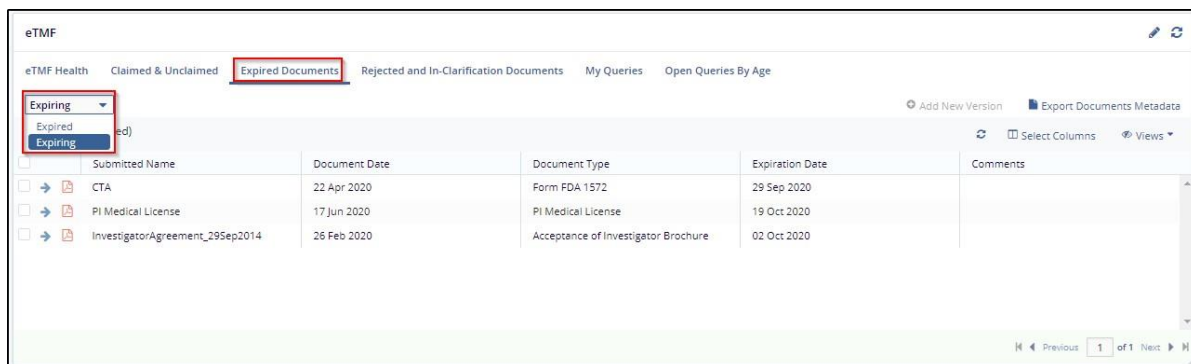 eTMF
eTMF Health Claimed & Unclaimed Expired Documents Rejected and In-Clarification Documents My Queries Open Queries By Age
Expiring Add New Version Export Documents Metadata
Expired ed) Select Columns Views
Expiring
Submitted Name Document Date Document Type Expiration Date Comments
CTA 22 Apr 2020 Form FDA 1572 29 Sep 2020
PI Medical License 17 Jun 2020 PI Medical License 19 Oct 2020
InvestigatorAgreement_29Sep2014 26 Feb 2020 Acceptance of Investigator Brochure 02 Oct 2020
Previous 1 of 1 Next